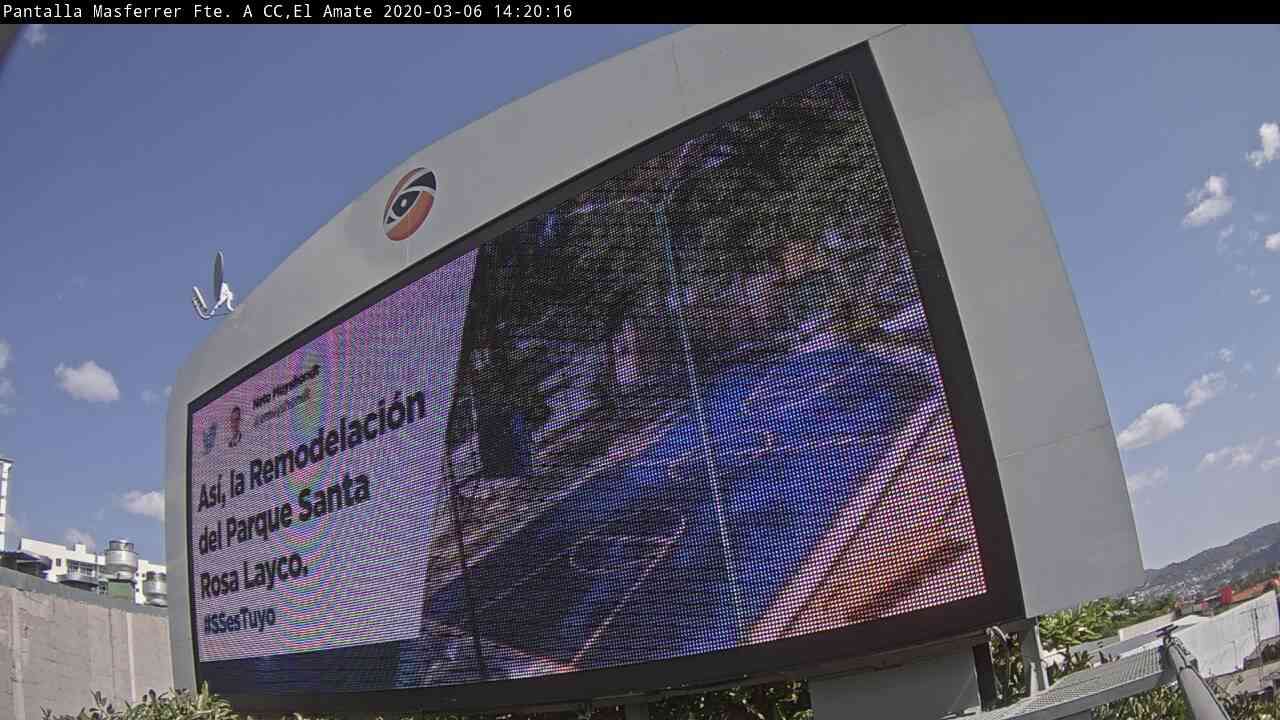 Pantalla Masferrer Fte. A CC,El Amate 2020-03-06 14:20:16
Así, la Remodelación
del Parque Santa
Rosa Layco.
#SSesTuyo